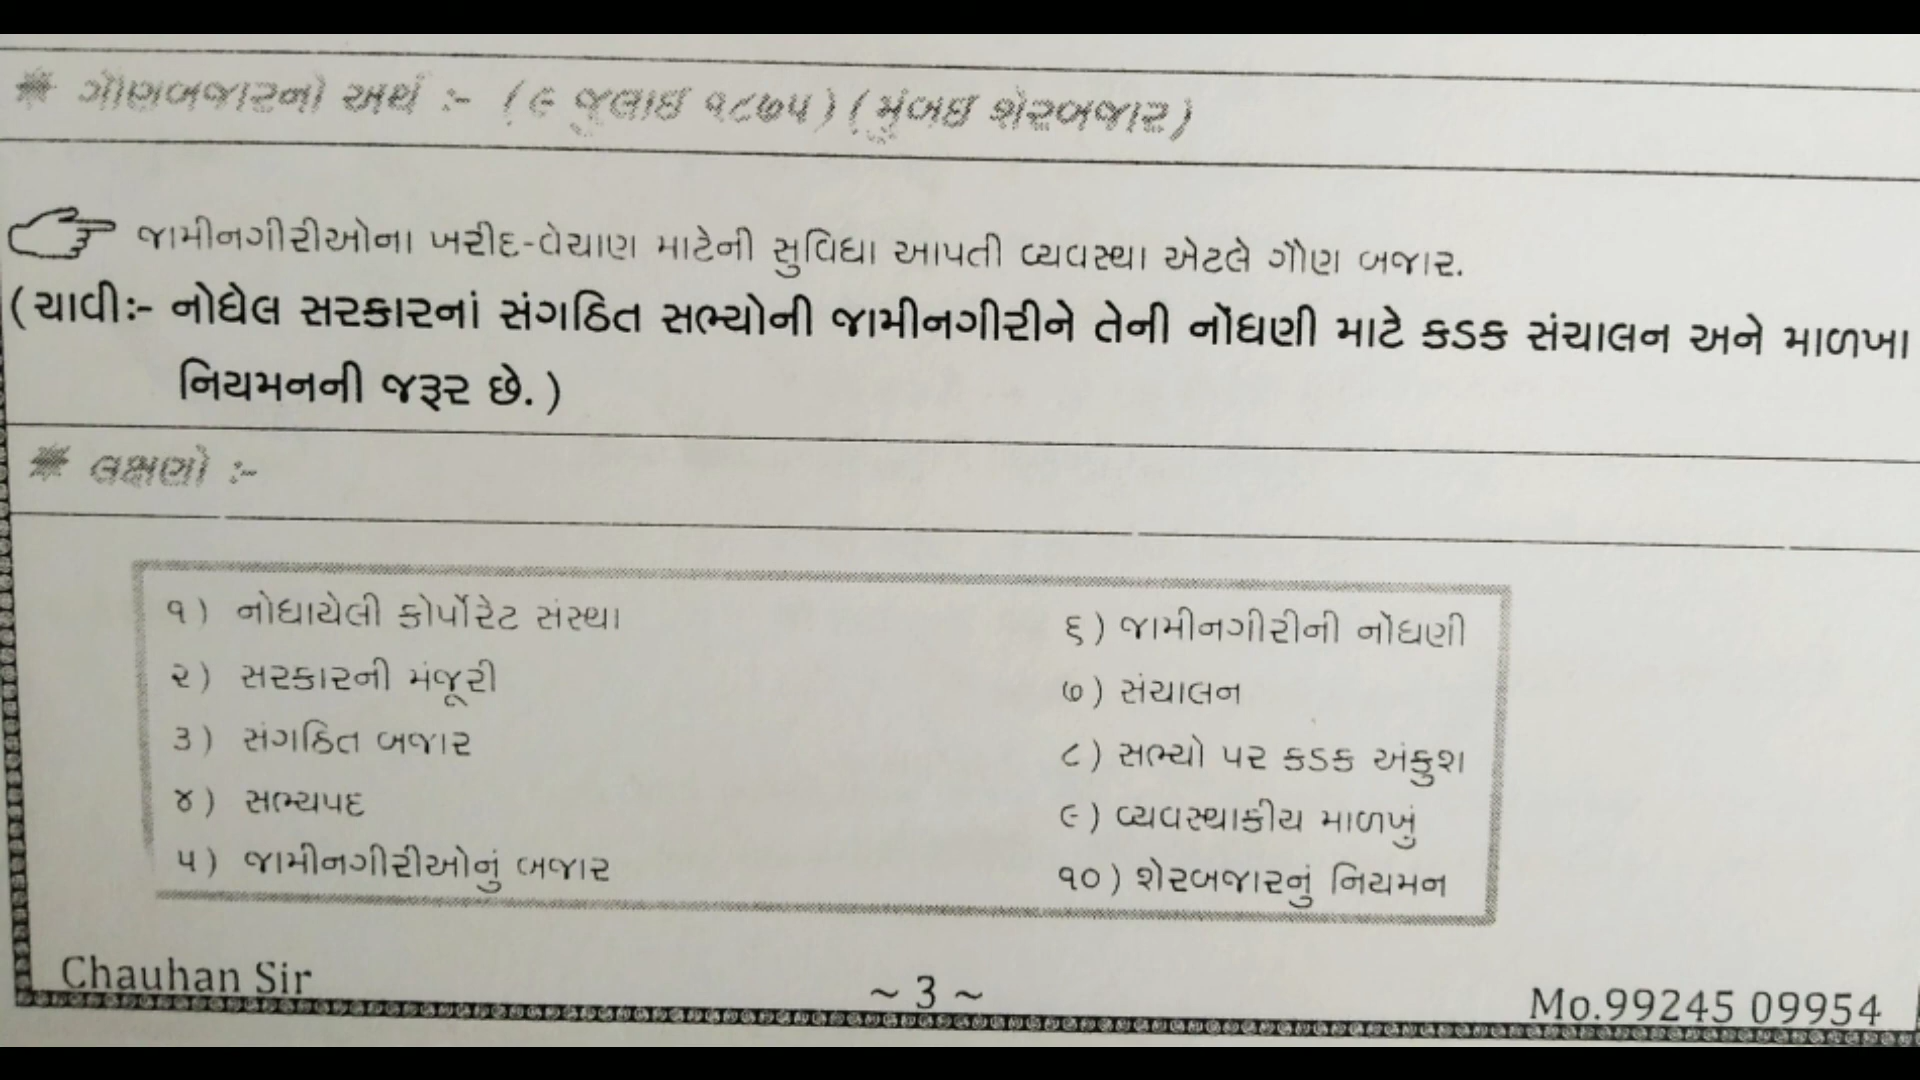 * ગૌણબજારનો અર્થ :- (૯ જુલાઇ ૧૮૭૫) (મુંબઇ શેરબજાર)
જામીનગીરીઓના ખરીદ-વેચાણ માટેની સુવિધા આપતી વ્યવસ્થા એટલે ગૌણ બજાર.
(ચાવી:- નોધેલ સરકારનાં સંગઠિત સભ્યોની જામીનગીરીને તેની નોંધણી માટે કડક સંચાલન અને માળખા
નિયમનની જરૂર છે.)
* લક્ષણો :-
૧) નોધાયેલી કોર્પોરેટ સંસ્થા
૨) સરકારની મંજૂરી
૩) સંગઠિત બજાર
૪) સભ્યપદ
૫) જામીનગીરીઓનું બજાર
૬) જામીનગીરીની નોંધણી
૭) સંચાલન
૮) સભ્યો પર કડક અંકુશ
૯) વ્યવસ્થાકીય માળખું
૧૦) શેરબજારનું નિયમન
Chauhan Sir
~ 3 ~
Mo.99245 09954